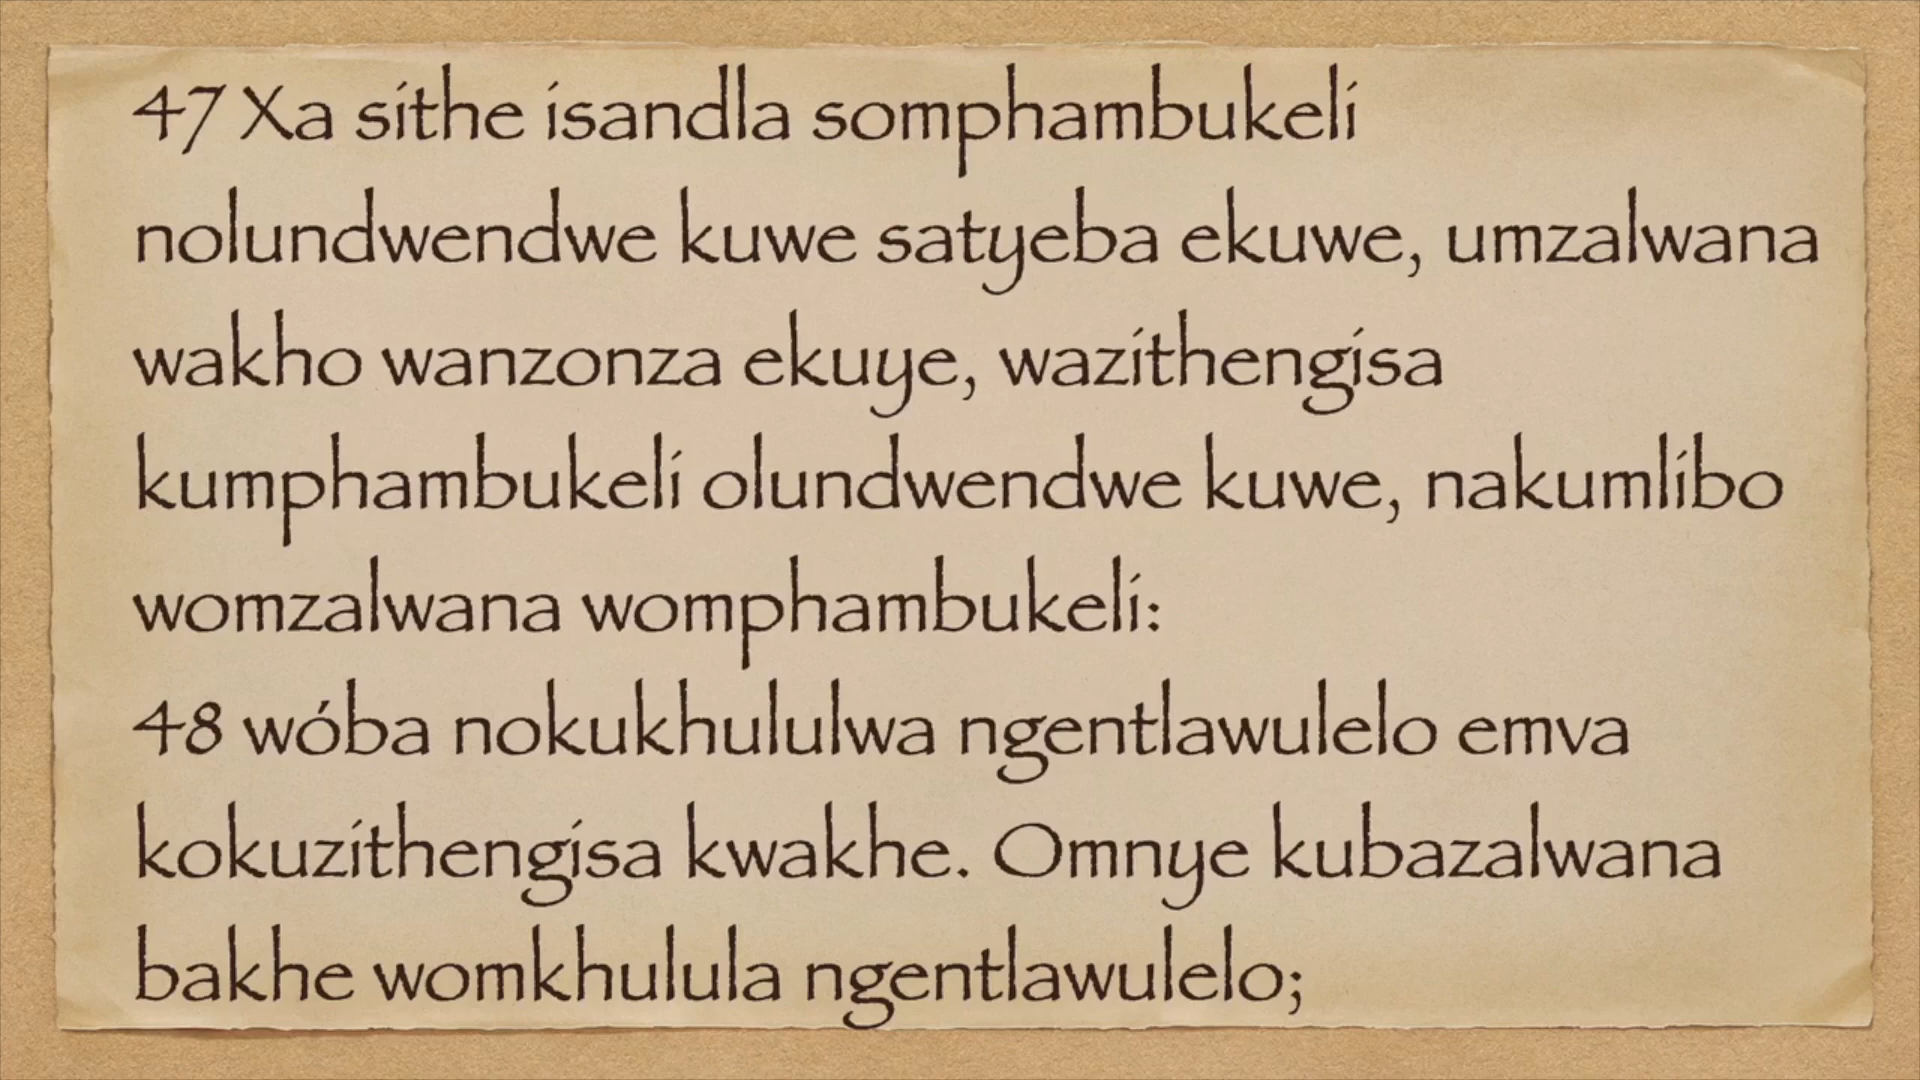 47 Xa sithe isandla somphambukeli
nolundwendwe kuwe satyeba ekuwe, umzalwana
wakho wanzonza ekuye, wazithengisa
kumphambukeli olundwendwe kuwe, nakumlibo
womzalwana womphambukeli:
48 wóba nokukhululwa ngentlawulelo emva
kokuzithengisa kwakhe. Omnye kubazalwana
bakhe womkhulula ngentlawulelo;